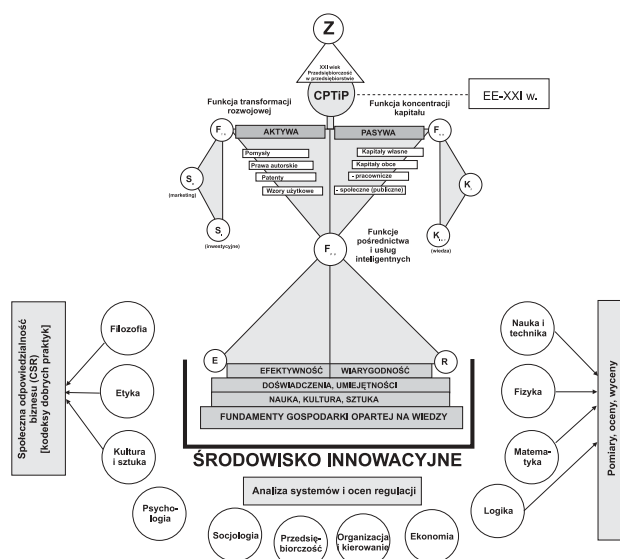 Z
XXI wiek
Przedsiębiorczość
w przedsiębiorstwie
CPTiP
EE-XXI w.
Funkcja transformacji
rozwojowej
Funkcja koncentracji
kapitału
F
AKTYWA
PASYWA
F
Pomysły
Prawa autorskie
Patenty
Wzory użytkowe
Kapitały własne
Kapitały obce
- pracownicze
- społeczne (publiczne)
S
(marketing)
S
(inwestycyjne)
K
K
(wiedza)
F
Funkcje
pośrednictwa
i usług
inteligentnych
E
R
EFEKTYWNOŚĆ
WIARYGODNOŚĆ
DOŚWIADCZENIA, UMIEJĘTNOŚCI
NAUKA, KULTURA, SZTUKA
FUNDAMENTY GOSPODARKI OPARTEJ NA WIEDZY
ŚRODOWISKO INNOWACYJNE
Analiza systemów i ocen regulacji
Społeczna odpowiedzialność
biznesu (CSR)
[kodeksy dobrych praktyk]
Filozofia
Etyka
Kultura
i sztuka
Psycho-
logia
Socjologia
Przedsię-
biorczość
Organizacja
i kierowanie
Ekonomia
Logika
Matema-
tyka
Fizyka
Nauka i
technika
Pomiary, oceny, wyceny